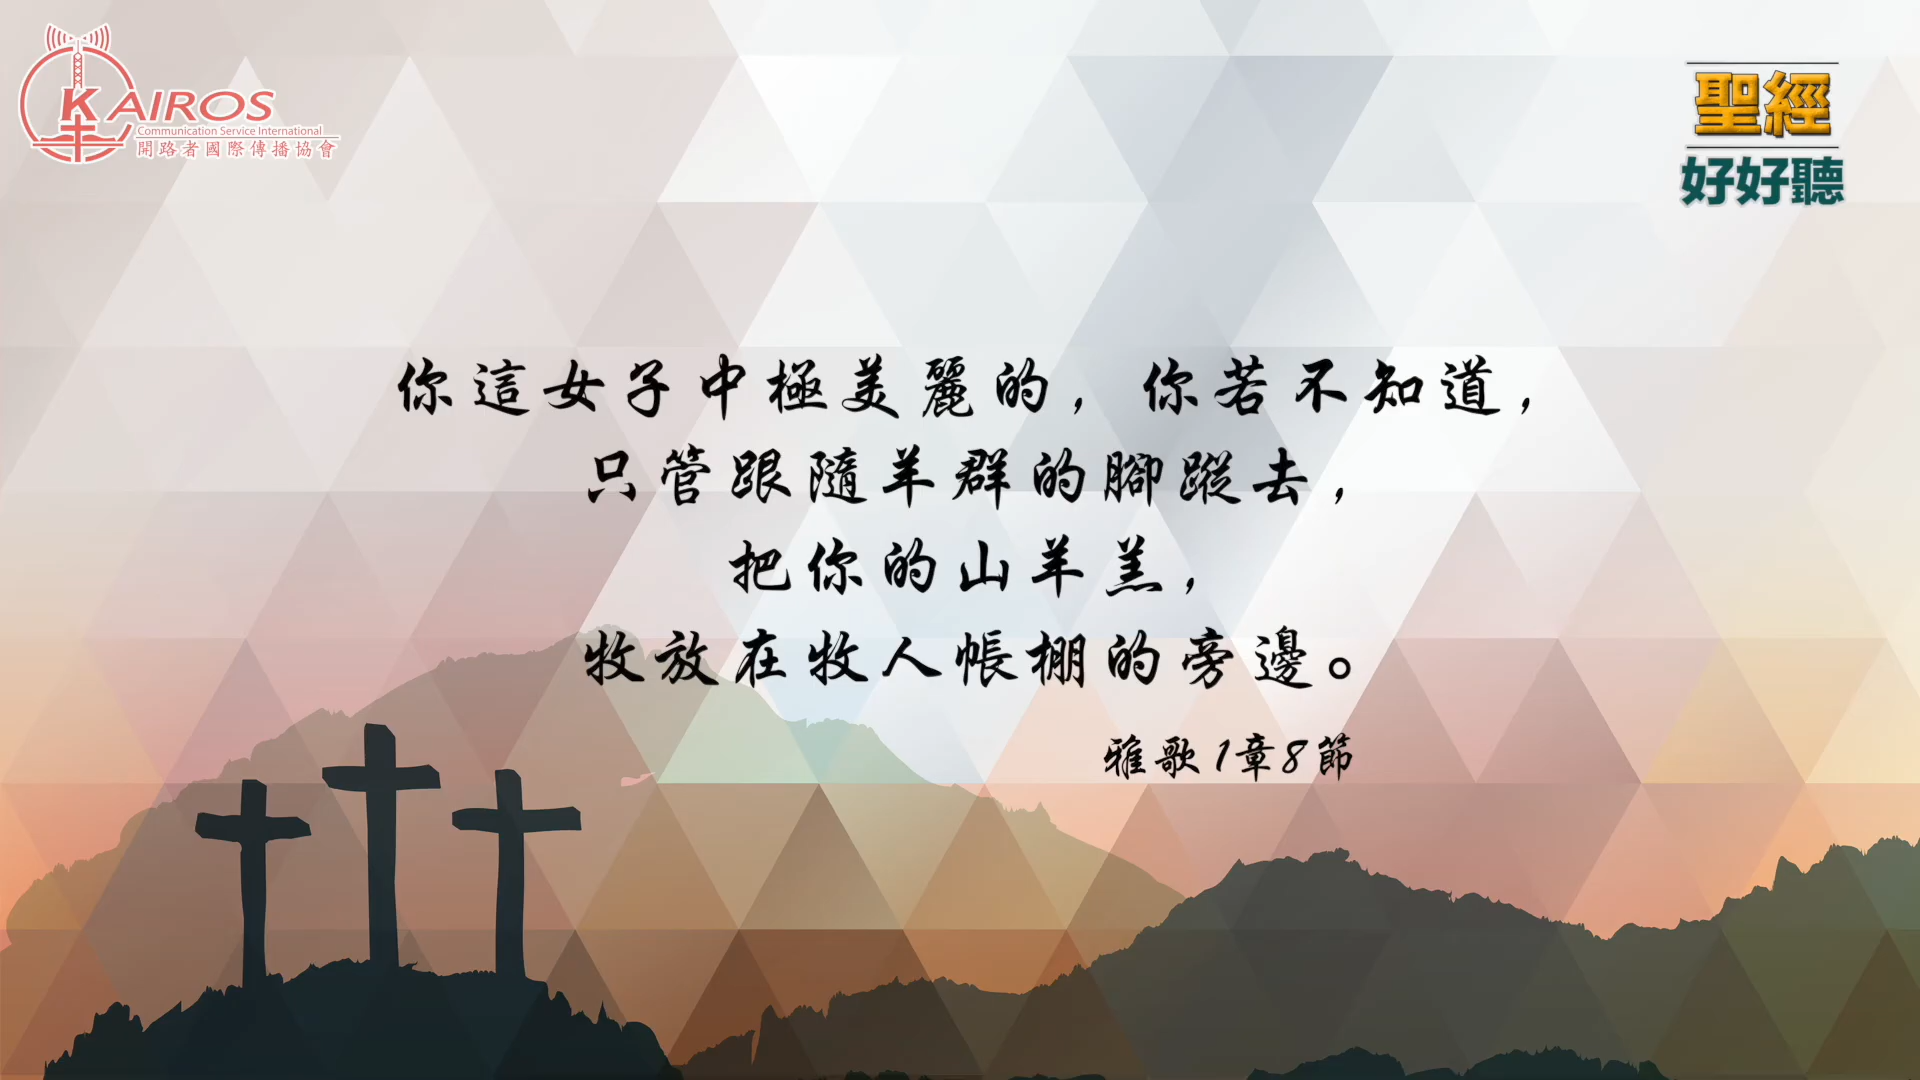 KAIROS
Communication Service International
開路者國際傳播協會
聖經
好好聽
你這女子中極美麗的，你若不知道，
只管跟隨羊群的腳蹤去，
把你的山羊羔，
牧放在牧人帳棚的旁邊。
雅歌1章8節